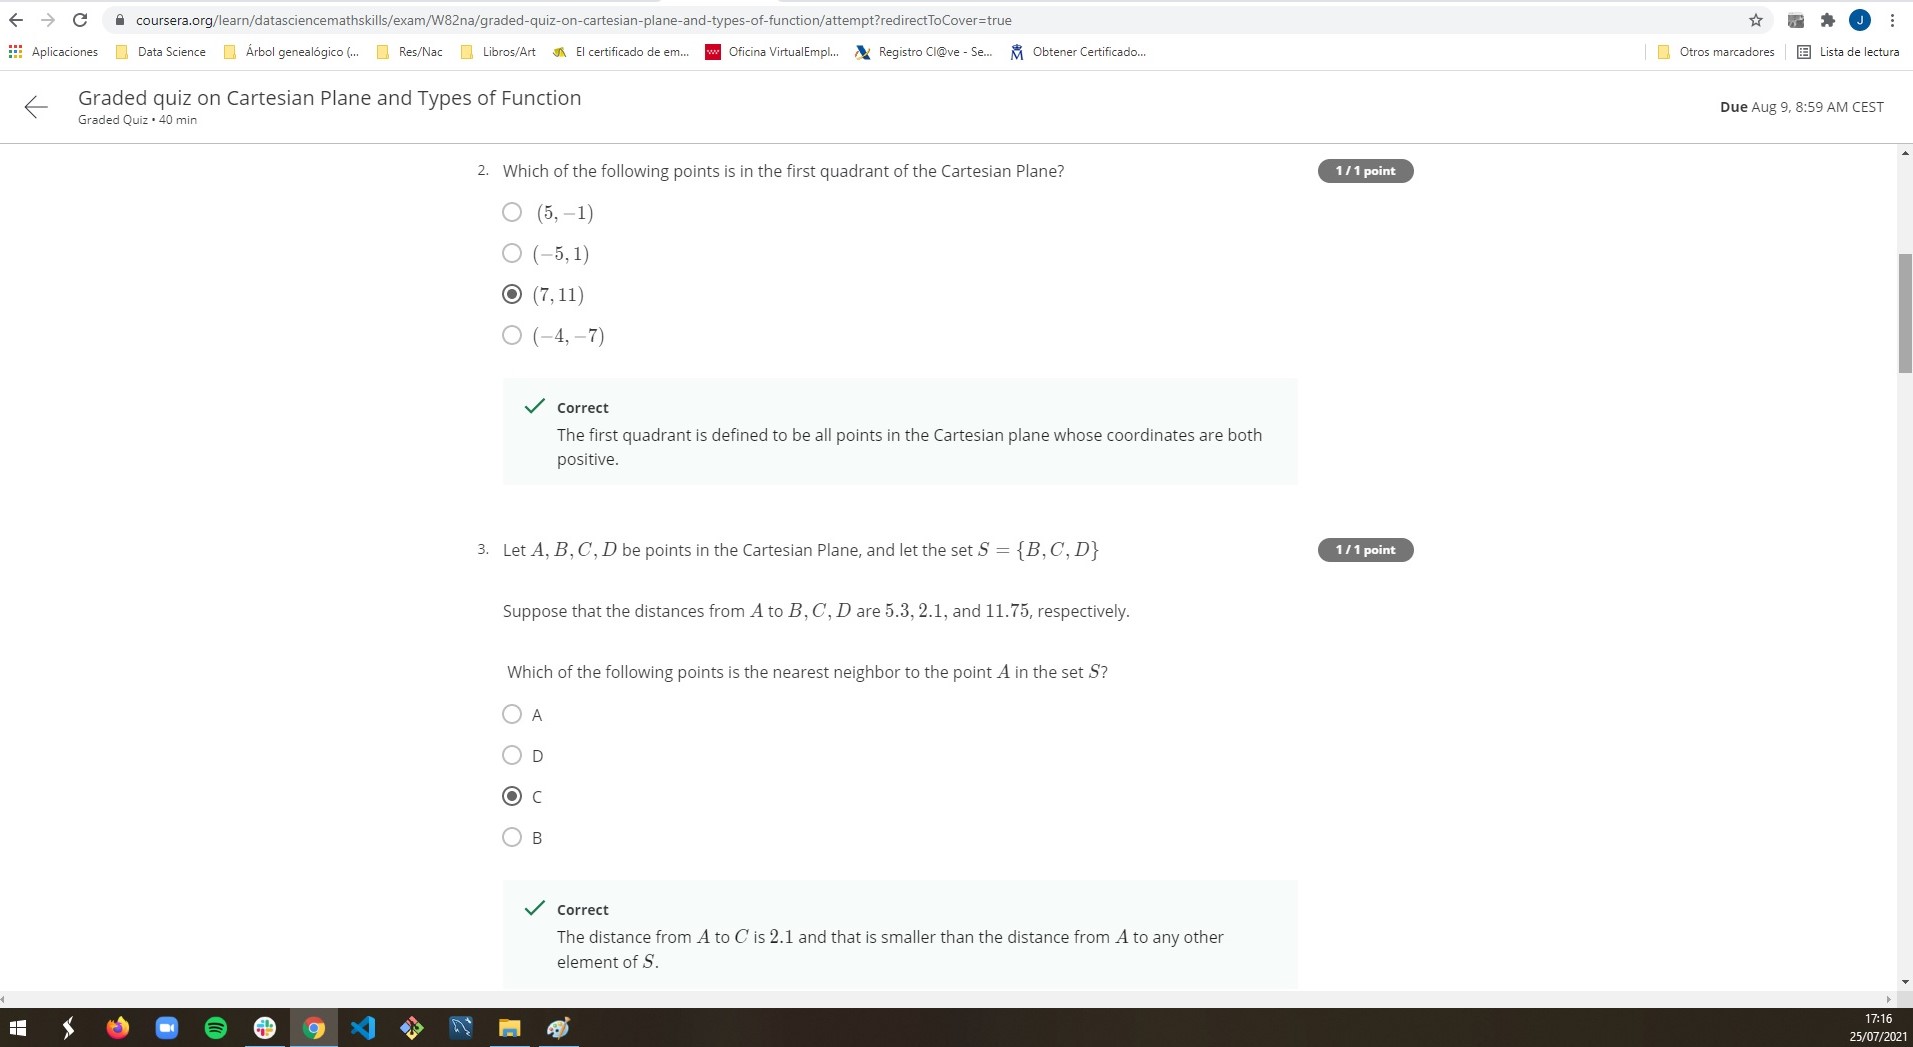 coursera.org/learn/datasciencemathskills/exam/W82na/graded-quiz-on-cartesian-plane-and-types-of-function/attempt?redirectToCover=true
J
Aplicaciones Data Science Árbol genealógico (... Res/Nac Libros/Art El certificado de em... Oficina VirtualEmpl... Registro Cl@ve - Se... Obtener Certificado... Otros marcadores Lista de lectura
Graded quiz on Cartesian Plane and Types of Function
Graded Quiz • 40 min
Due Aug 9, 8:59 AM CEST
2. Which of the following points is in the first quadrant of the Cartesian Plane?
1 / 1 point
(5, −1)
(−5, 1)
(7, 11)
(−4, −7)
Correct
The first quadrant is defined to be all points in the Cartesian plane whose coordinates are both
positive.
3. Let A, B, C, D be points in the Cartesian Plane, and let the set S = {B, C, D}
1 / 1 point
Suppose that the distances from A to B, C, D are 5.3, 2.1, and 11.75, respectively.
Which of the following points is the nearest neighbor to the point A in the set S?
A
D
C
B
Correct
The distance from A to C is 2.1 and that is smaller than the distance from A to any other
element of S.
17:16
25/07/2021